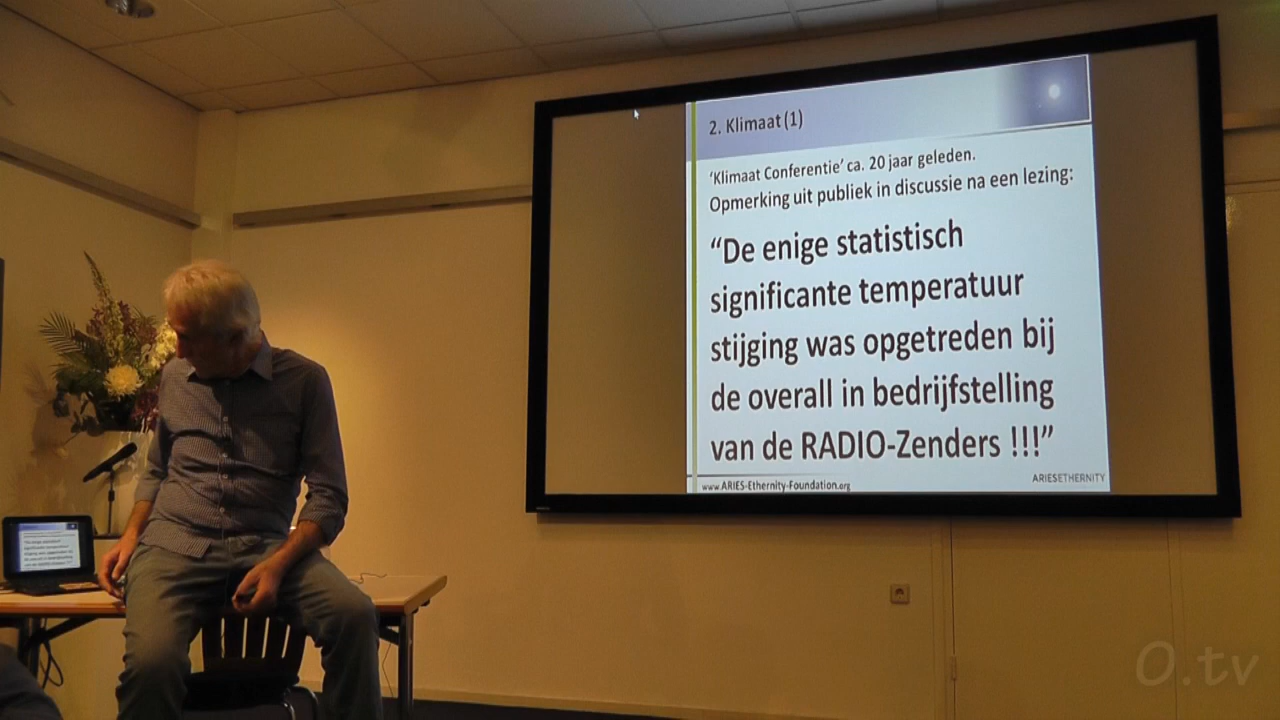 2. Klimaat (1)
'Klimaat Conferentie' ca. 20 jaar geleden.
Opmerking uit publiek in discussie na een lezing:
“De enige statistisch
significante temperatuur
stijging was opgetreden bij
de overall in bedrijfstelling
van de RADIO-Zenders !!!”
www.ARIES-Ethernity-Foundation.org
ARIESETHERNITY
O.tv